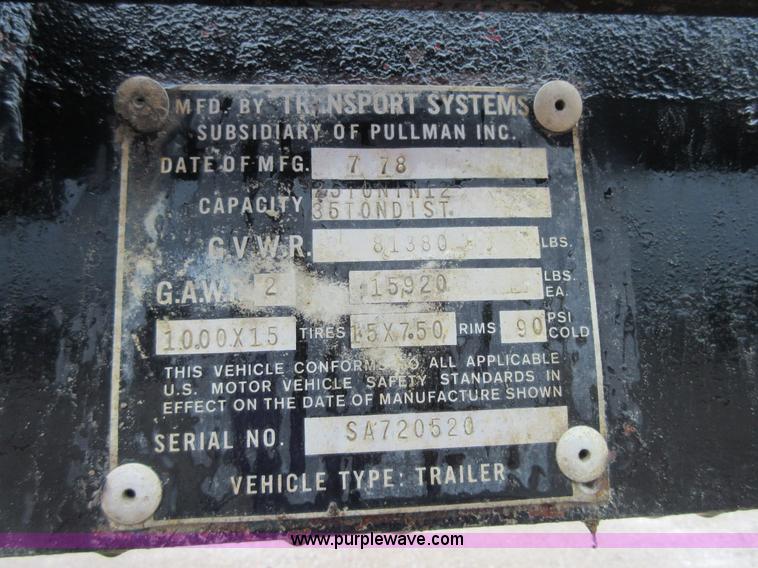 MFD. BY TRANSPORT SYSTEMS
SUBSIDIARY OF PULLMAN INC.
DATE OF MFG. 7 78
CAPACITY
35TONDIST
G.V.W.R. 81380 LBS.
G.A.W. 2 15920 LBS. EA.
10.00X15 TIRES 15X7.50 RIMS 90 PSI COLD
THIS VEHICLE CONFORMS TO ALL APPLICABLE
U.S. MOTOR VEHICLE SAFETY STANDARDS IN
EFFECT ON THE DATE OF MANUFACTURE SHOWN
SERIAL NO. SA720520
VEHICLE TYPE: TRAILER
www.purplewave.com